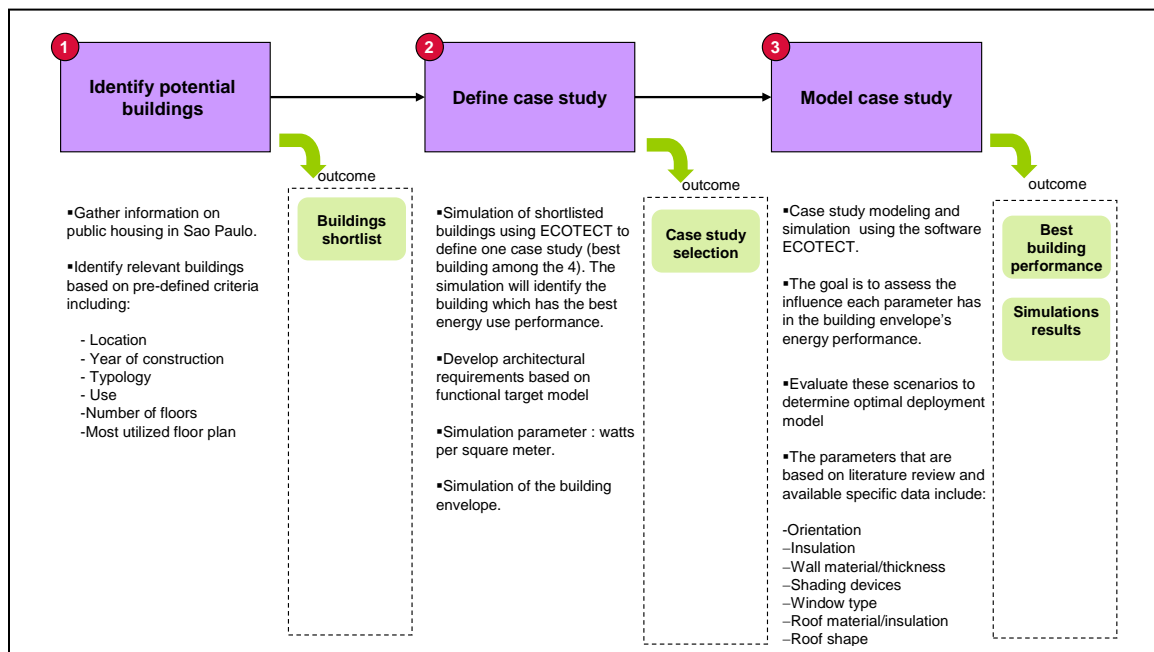 1
Identify potential
buildings
outcome
Buildings
shortlist
▪Gather information on
public housing in Sao Paulo.
▪Identify relevant buildings
based on pre-defined criteria
including:
- Location
- Year of construction
- Typology
- Use
-Number of floors
-Most utilized floor plan
2
Define case study
outcome
Case study
selection
▪Simulation of shortlisted
buildings using ECOTECT to
define one case study (best
building among the 4). The
simulation will identify the
building which has the best
energy use performance.
▪Develop architectural
requirements based on
functional target model
▪Simulation parameter : watts
per square meter.
▪Simulation of the building
envelope.
3
Model case study
outcome
Best
building
performance
Simulations
results
▪Case study modeling and
simulation using the software
ECOTECT.
▪The goal is to assess the
influence each parameter has
in the building envelope's
energy performance.
▪Evaluate these scenarios to
determine optimal deployment
model
▪The parameters that are
based on literature review and
available specific data include:
-Orientation
–Insulation
–Wall material/thickness
–Shading devices
–Window type
–Roof material/insulation
–Roof shape